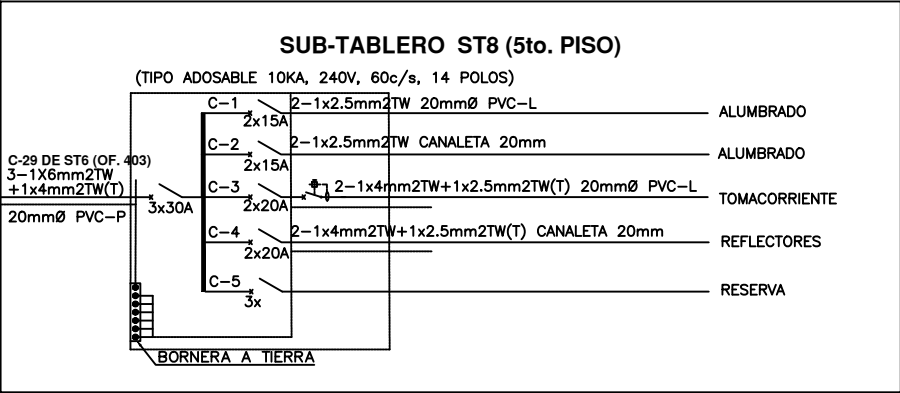 SUB-TABLERO ST8 (5to. PISO)
(TIPO ADOSABLE 10KA, 240V, 60c/s, 14 POLOS)
C-1 2-1x2.5mm2TW 20mmØ PVC-L ALUMBRADO
2x15A
C-2 2-1x2.5mm2TW CANALETA 20mm ALUMBRADO
2x15A
C-29 DE ST6 (OF. 403)
3-1X6mm2TW
+1x4mm2TW(T)
20mmØ PVC-P
3x30A
C-3 2-1x4mm2TW+1x2.5mm2TW(T) 20mmØ PVC-L TOMACORRIENTE
2x20A
C-4 2-1x4mm2TW+1x2.5mm2TW(T) CANALETA 20mm REFLECTORES
2x20A
C-5 RESERVA
3x
BORNERA A TIERRA